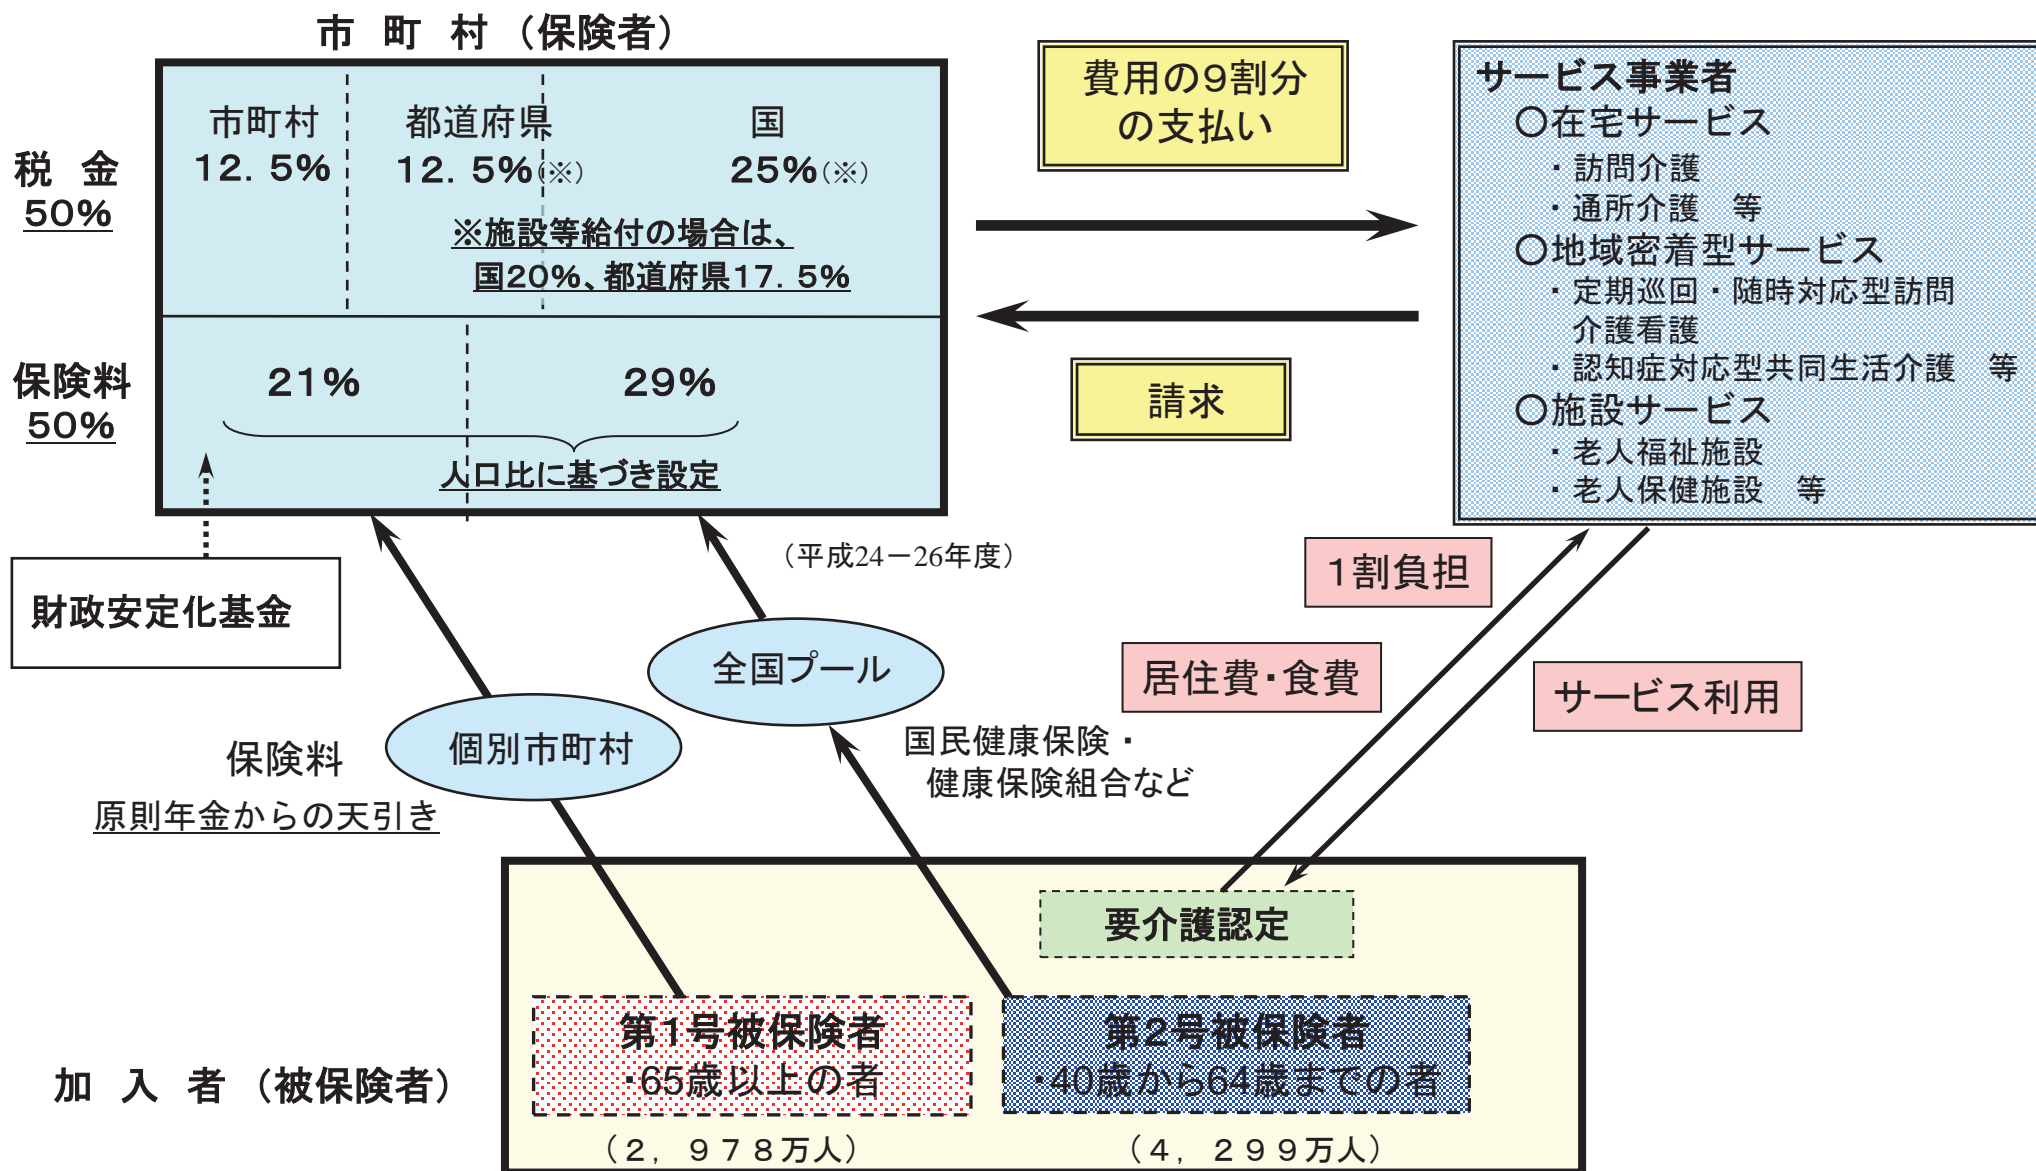 市 町 村（保険者）
税 金
50%
市町村
12. 5%
都道府県
12. 5%(※)
国
25%(※)
※施設等給付の場合は、
国20%、都道府県17. 5%
保険料
50%
21%
29%
人口比に基づき設定
費用の9割分
の支払い
請求
サービス事業者
〇在宅サービス
・訪問介護
・通所介護 等
〇地域密着型サービス
・定期巡回・随時対応型訪問
介護看護
・認知症対応型共同生活介護 等
〇施設サービス
・老人福祉施設
・老人保健施設 等
財政安定化基金
（平成24－26年度）
1割負担
居住費・食費
サービス利用
全国プール
個別市町村
国民健康保険・
健康保険組合など
保険料
原則年金からの天引き
要介護認定
加 入 者（被保険者）
第1号被保険者
・65歳以上の者
（2，978万人）
第2号被保険者
・40歳から64歳までの者
（4，299万人）